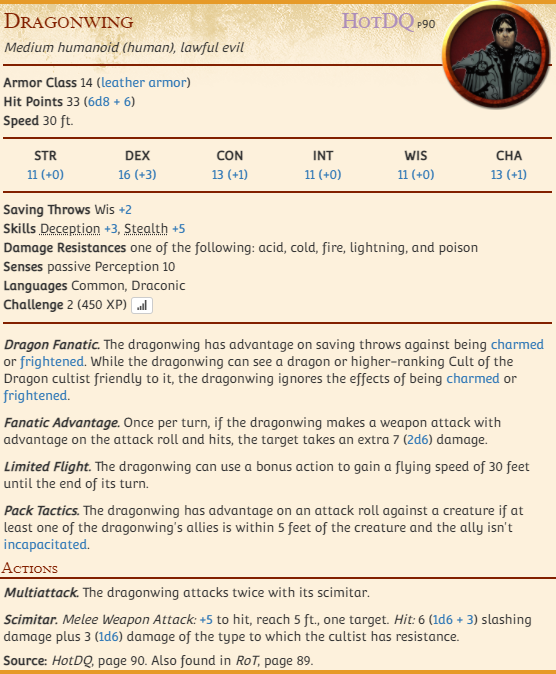 Dragonwing
HotDQ P90
Medium humanoid (human), lawful evil
Armor Class 14 (leather armor)
Hit Points 33 (6d8 + 6)
Speed 30 ft.
STR DEX CON INT WIS CHA
11 (+0) 16 (+3) 13 (+1) 11 (+0) 11 (+0) 13 (+1)
Saving Throws Wis +2
Skills Deception +3, Stealth +5
Damage Resistances one of the following: acid, cold, fire, lightning, and poison
Senses passive Perception 10
Languages Common, Draconic
Challenge 2 (450 XP)
Dragon Fanatic. The dragonwing has advantage on saving throws against being charmed
or frightened. While the dragonwing can see a dragon or higher-ranking Cult of the
Dragon cultist friendly to it, the dragonwing ignores the effects of being charmed or
frightened.
Fanatic Advantage. Once per turn, if the dragonwing makes a weapon attack with
advantage on the attack roll and hits, the target takes an extra 7 (2d6) damage.
Limited Flight. The dragonwing can use a bonus action to gain a flying speed of 30 feet
until the end of its turn.
Pack Tactics. The dragonwing has advantage on an attack roll against a creature if at
least one of the dragonwing's allies is within 5 feet of the creature and the ally isn't
incapacitated.
Actions
Multiattack. The dragonwing attacks twice with its scimitar.
Scimitar. Melee Weapon Attack: +5 to hit, reach 5 ft., one target. Hit: 6 (1d6 + 3) slashing
damage plus 3 (1d6) damage of the type to which the cultist has resistance.
Source: HotDQ, page 90. Also found in RoT, page 89.